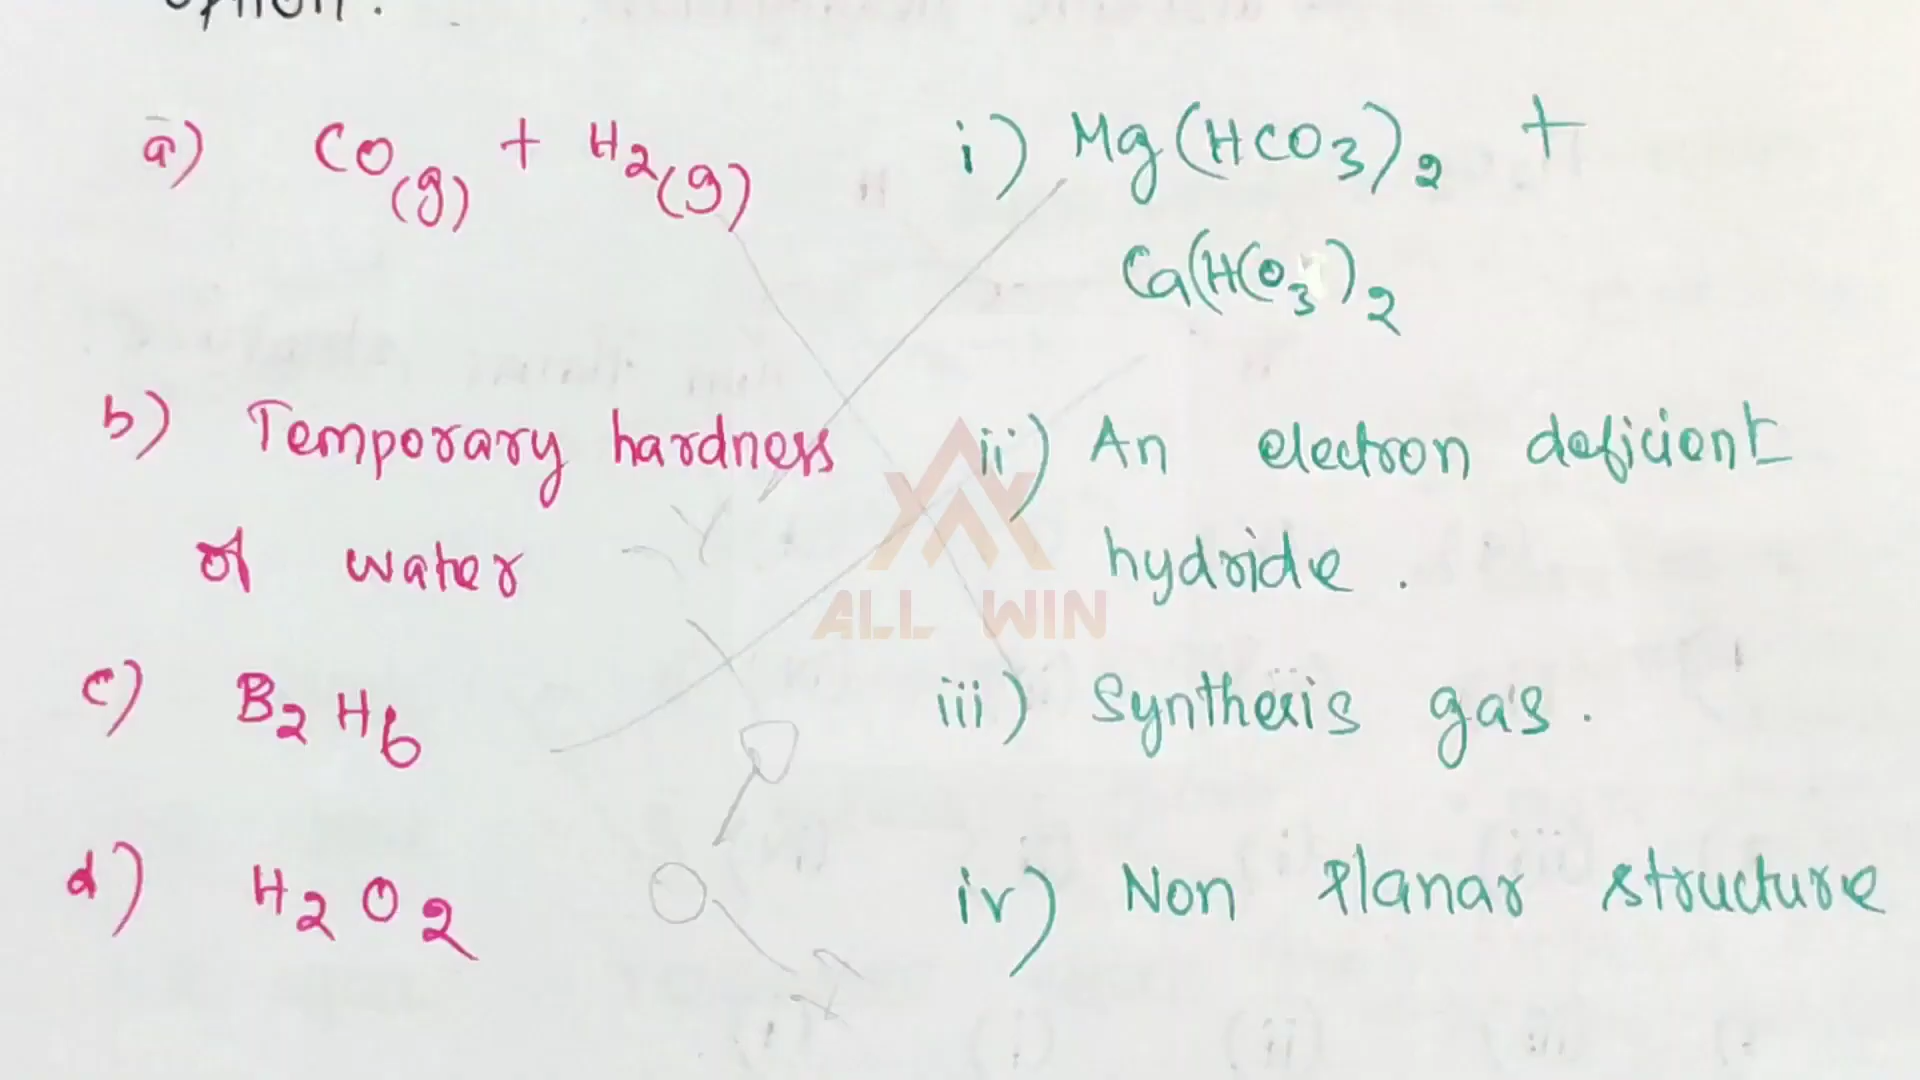 option.
a) CO(g) + H2(g)
i) Mg(HCO3)2 +
Ca(HCO3)2
b) Temporary hardness
of water
ii) An electron deficient
hydride.
c) B2H6
iii) Synthesis gas.
d) H2O2
iv) Non Planar structure
ALL WIN